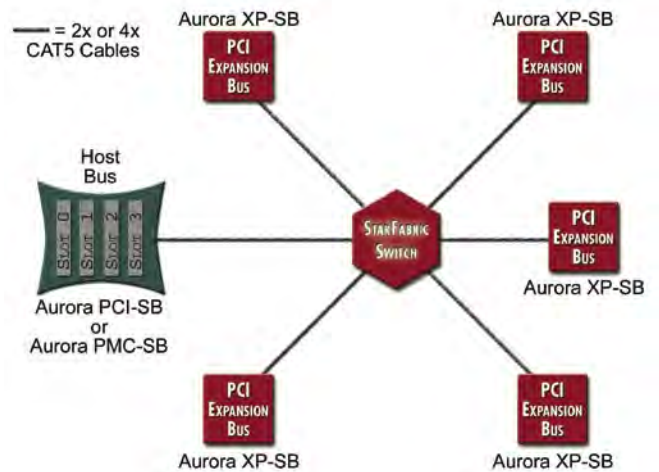 = 2x or 4x
CAT5 Cables
Aurora XP-SB
PCI
EXPANSION
BUS
Aurora XP-SB
PCI
EXPANSION
BUS
Host
Bus
SLOT 0
SLOT 1
SLOT 2
SLOT 3
Aurora PCI-SB
or
Aurora PMC-SB
STARFABRIC
SWITCH
PCI
EXPANSION
BUS
Aurora XP-SB
PCI
EXPANSION
BUS
Aurora XP-SB
PCI
EXPANSION
BUS
Aurora XP-SB